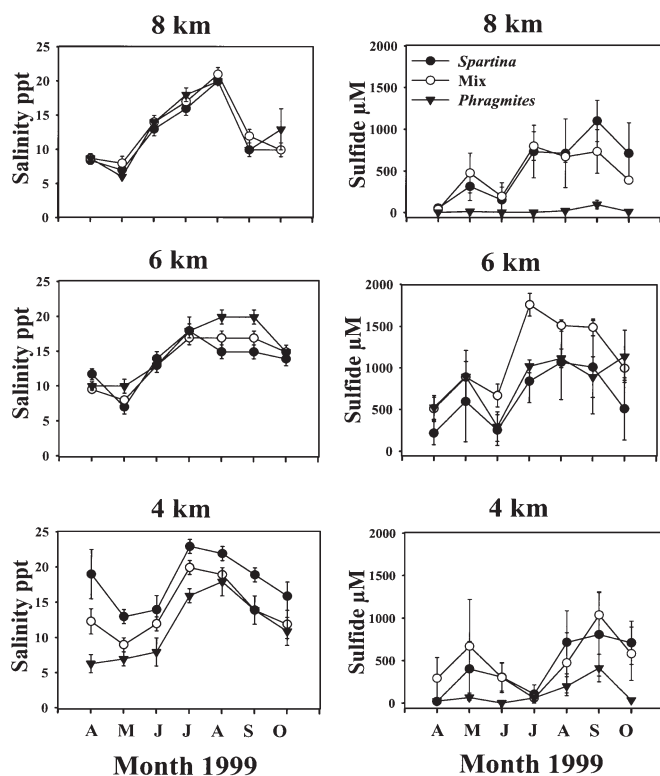 8 km
8 km
25
20
15
10
5
0
Salinity ppt
2000
1500
1000
500
0
Sulfide µM
Spartina
Mix
Phragmites
6 km
6 km
25
20
15
10
5
0
Salinity ppt
2000
1500
1000
500
0
Sulfide µM
4 km
4 km
25
20
15
10
5
0
Salinity ppt
2000
1500
1000
500
0
Sulfide µM
A M J J A S O
A M J J A S O
Month 1999
Month 1999